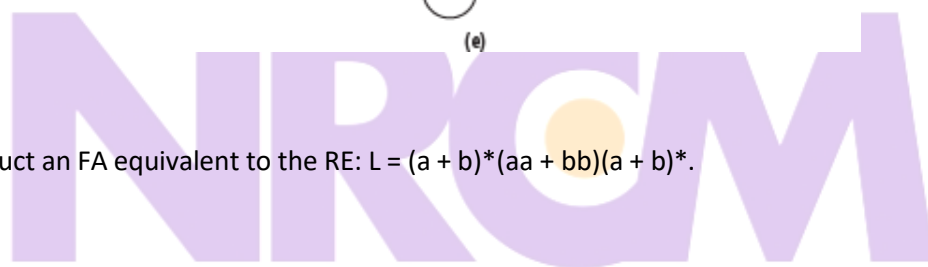 (e)
uct an FA equivalent to the RE: L = (a + b)*(aa + bb)(a + b)*.
NRCM